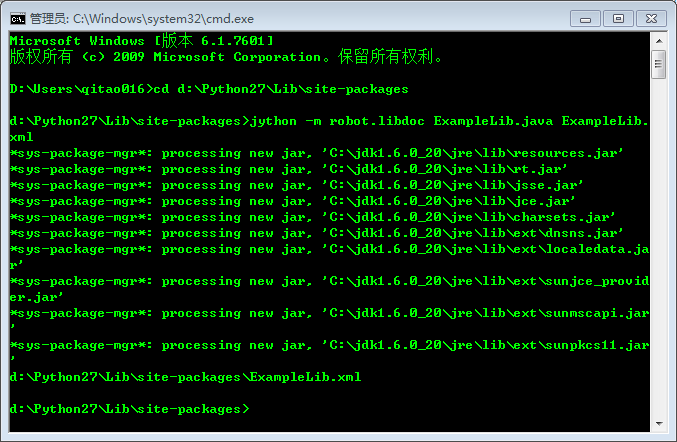 管理员: C:\Windows\system32\cmd.exe
Microsoft Windows [版本 6.1.7601]
版权所有 (c) 2009 Microsoft Corporation。保留所有权利。
D:\Users\qitao016>cd d:\Python27\Lib\site-packages
d:\Python27\Lib\site-packages>jython -m robot.libdoc ExampleLib.java ExampleLib.
xml
*sys-package-mgr*: processing new jar, 'C:\jdk1.6.0_20\jre\lib\resources.jar'
*sys-package-mgr*: processing new jar, 'C:\jdk1.6.0_20\jre\lib\rt.jar'
*sys-package-mgr*: processing new jar, 'C:\jdk1.6.0_20\jre\lib\jsse.jar'
*sys-package-mgr*: processing new jar, 'C:\jdk1.6.0_20\jre\lib\jce.jar'
*sys-package-mgr*: processing new jar, 'C:\jdk1.6.0_20\jre\lib\charsets.jar'
*sys-package-mgr*: processing new jar, 'C:\jdk1.6.0_20\jre\lib\ext\dnsns.jar'
*sys-package-mgr*: processing new jar, 'C:\jdk1.6.0_20\jre\lib\ext\localedata.ja
r'
*sys-package-mgr*: processing new jar, 'C:\jdk1.6.0_20\jre\lib\ext\sunjce_provid
er.jar'
*sys-package-mgr*: processing new jar, 'C:\jdk1.6.0_20\jre\lib\ext\sunmscapi.jar
'
*sys-package-mgr*: processing new jar, 'C:\jdk1.6.0_20\jre\lib\ext\sunpkcs11.jar
'
d:\Python27\Lib\site-packages\ExampleLib.xml
d:\Python27\Lib\site-packages>